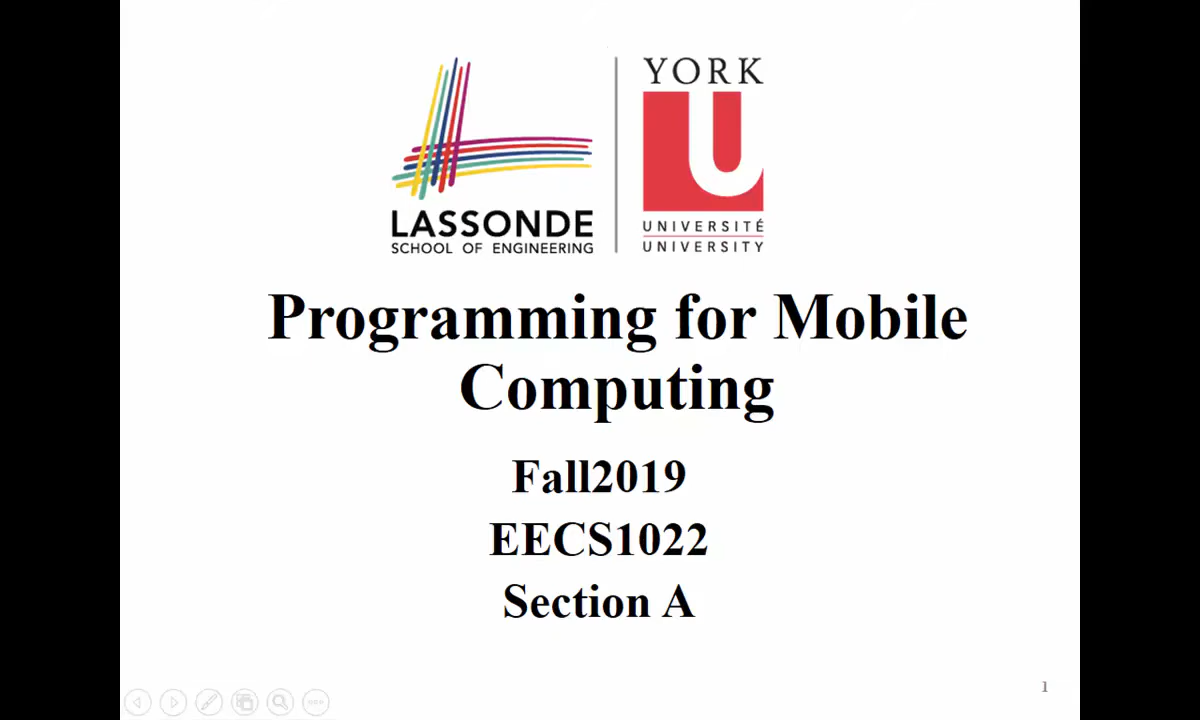 LASSONDE
SCHOOL OF ENGINEERING
YORK
U
UNIVERSITÉ
UNIVERSITY
Programming for Mobile
Computing
Fall2019
EECS1022
Section A
1